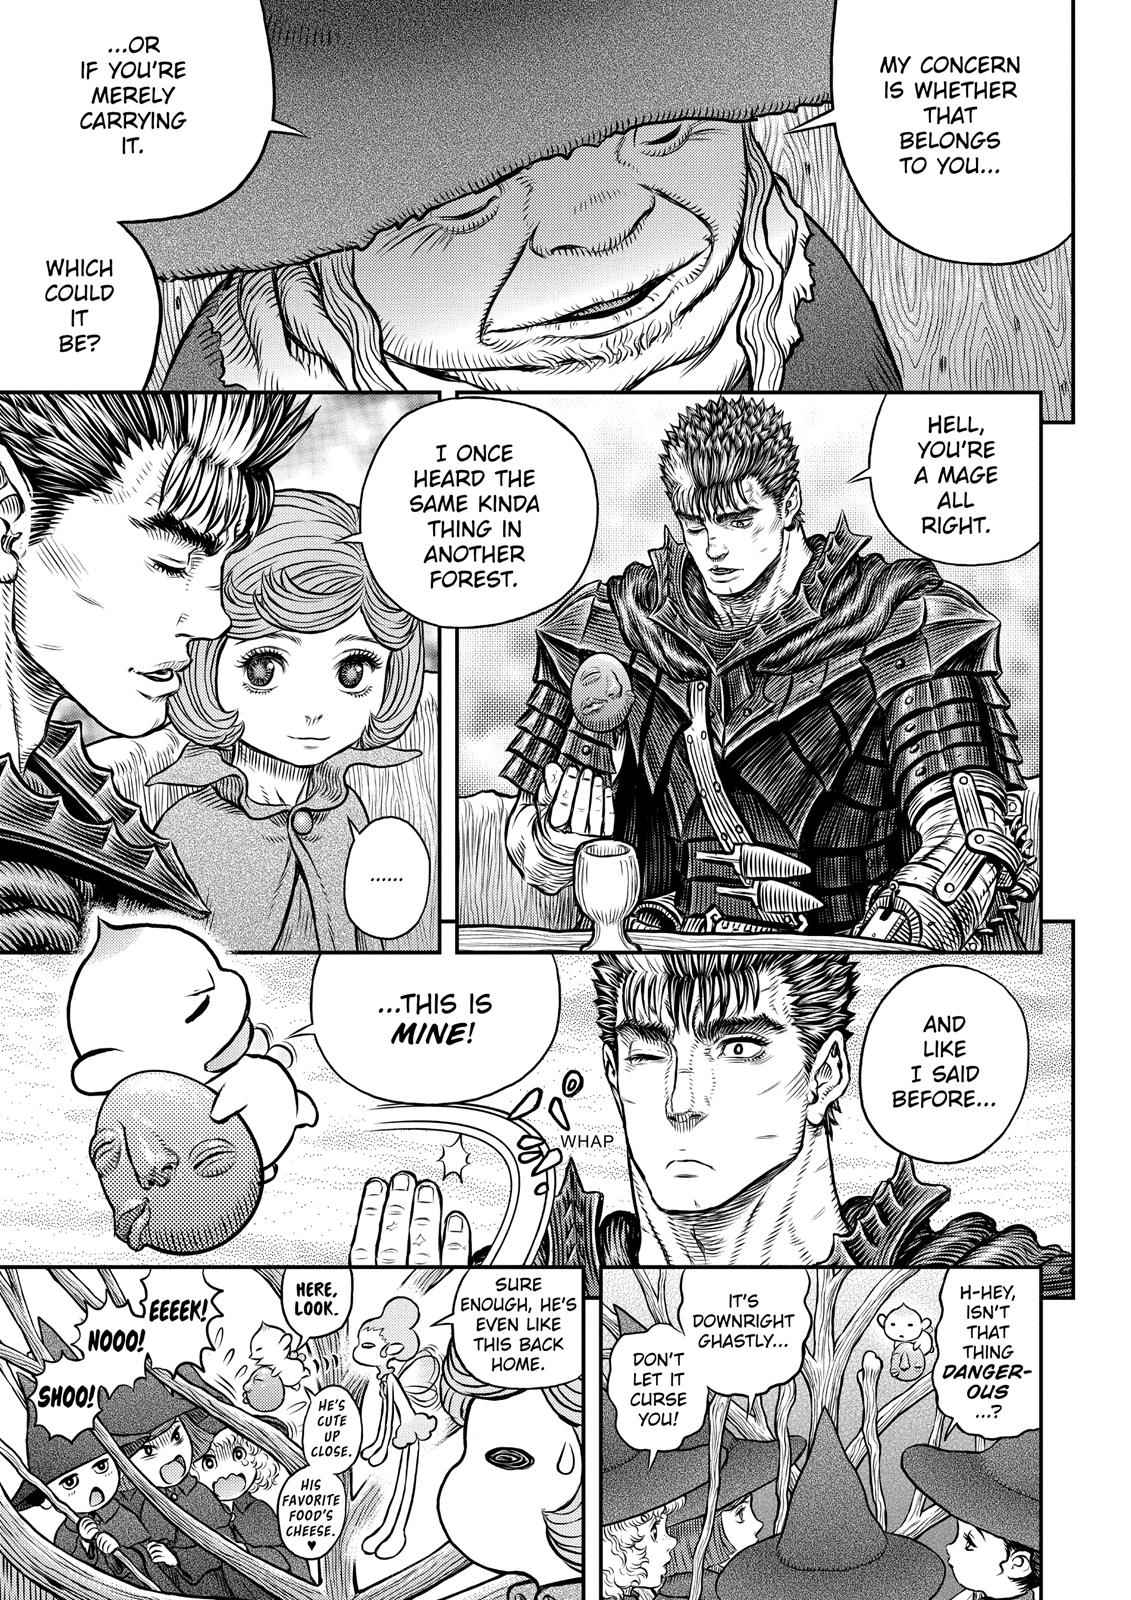 MY CONCERN
IS WHETHER
THAT
BELONGS
TO YOU...
...OR
IF YOU'RE
MERELY
CARRYING
IT.
WHICH
COULD
IT
BE?
HELL,
YOU'RE
A MAGE
ALL
RIGHT.
I ONCE
HEARD THE
SAME KINDA
THING IN
ANOTHER
FOREST.
......
AND
LIKE
I SAID
BEFORE...
...THIS IS
MINE!
WHAP
H-HEY,
ISN'T
THAT
THING
DANGER-
OUS
...?
IT'S
DOWNRIGHT
GHASTLY...
DON'T
LET IT
CURSE
YOU!
SURE
ENOUGH, HE'S
EVEN LIKE
THIS BACK
HOME.
HERE,
LOOK.
HE'S
CUTE
UP
CLOSE.
HIS
FAVORITE
FOOD'S
CHEESE.
♥
EEEEK!
NOOO!
SHOO!